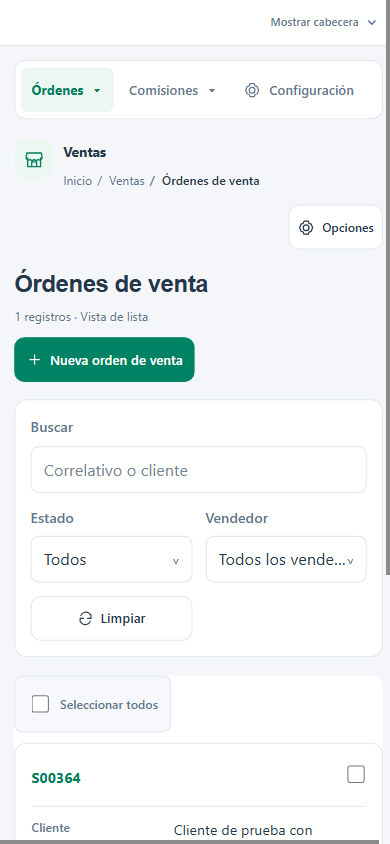 Mostrar cabecera
Órdenes Comisiones Configuración
Ventas
Inicio / Ventas / Órdenes de venta
Opciones
Órdenes de venta
1 registros · Vista de lista
+ Nueva orden de venta
Buscar
Correlativo o cliente
Estado Vendedor
Todos Todos los vende...
Limpiar
Seleccionar todos
S00364
Cliente Cliente de prueba con